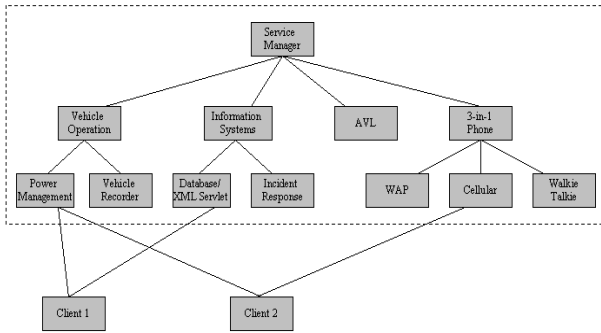 Service
Manager
Vehicle
Operation
Information
Systems
AVL
3-in-1
Phone
Power
Management
Vehicle
Recorder
Database/
XML Servlet
Incident
Response
WAP
Cellular
Walkie
Talkie
Client 1
Client 2